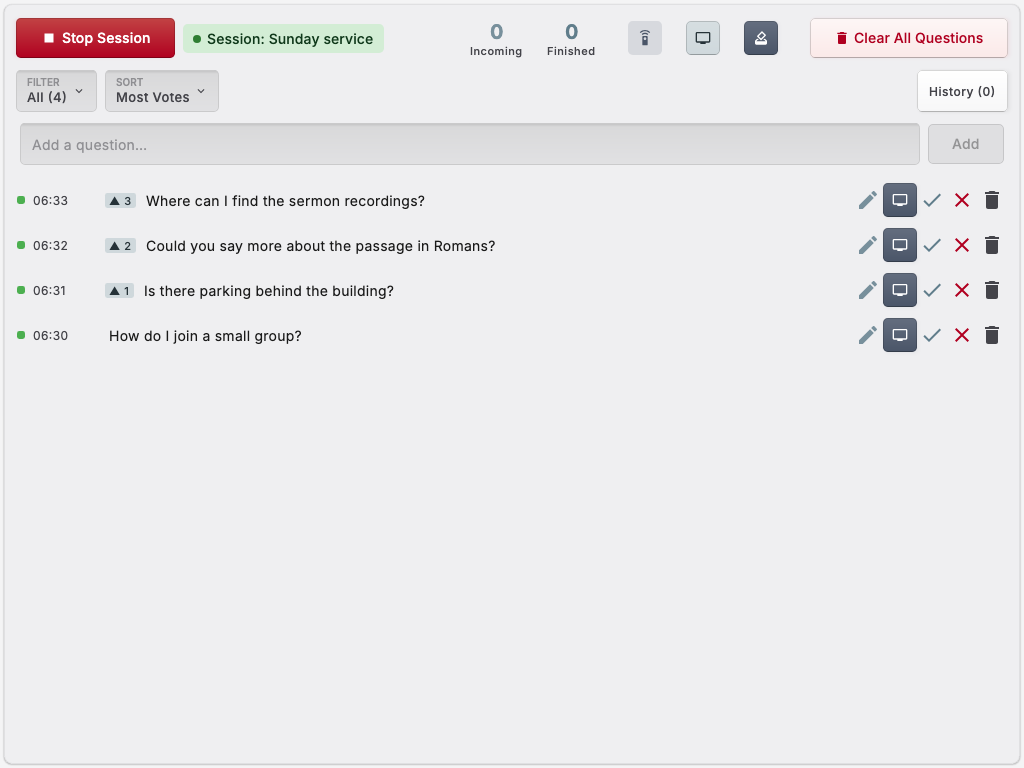 Stop Session
Session: Sunday service
0
Incoming
0
Finished
Clear All Questions
FILTER
All (4)
SORT
Most Votes
History (0)
Add a question...
Add
06:33 ▲ 3 Where can I find the sermon recordings?
06:32 ▲ 2 Could you say more about the passage in Romans?
06:31 ▲ 1 Is there parking behind the building?
06:30 How do I join a small group?